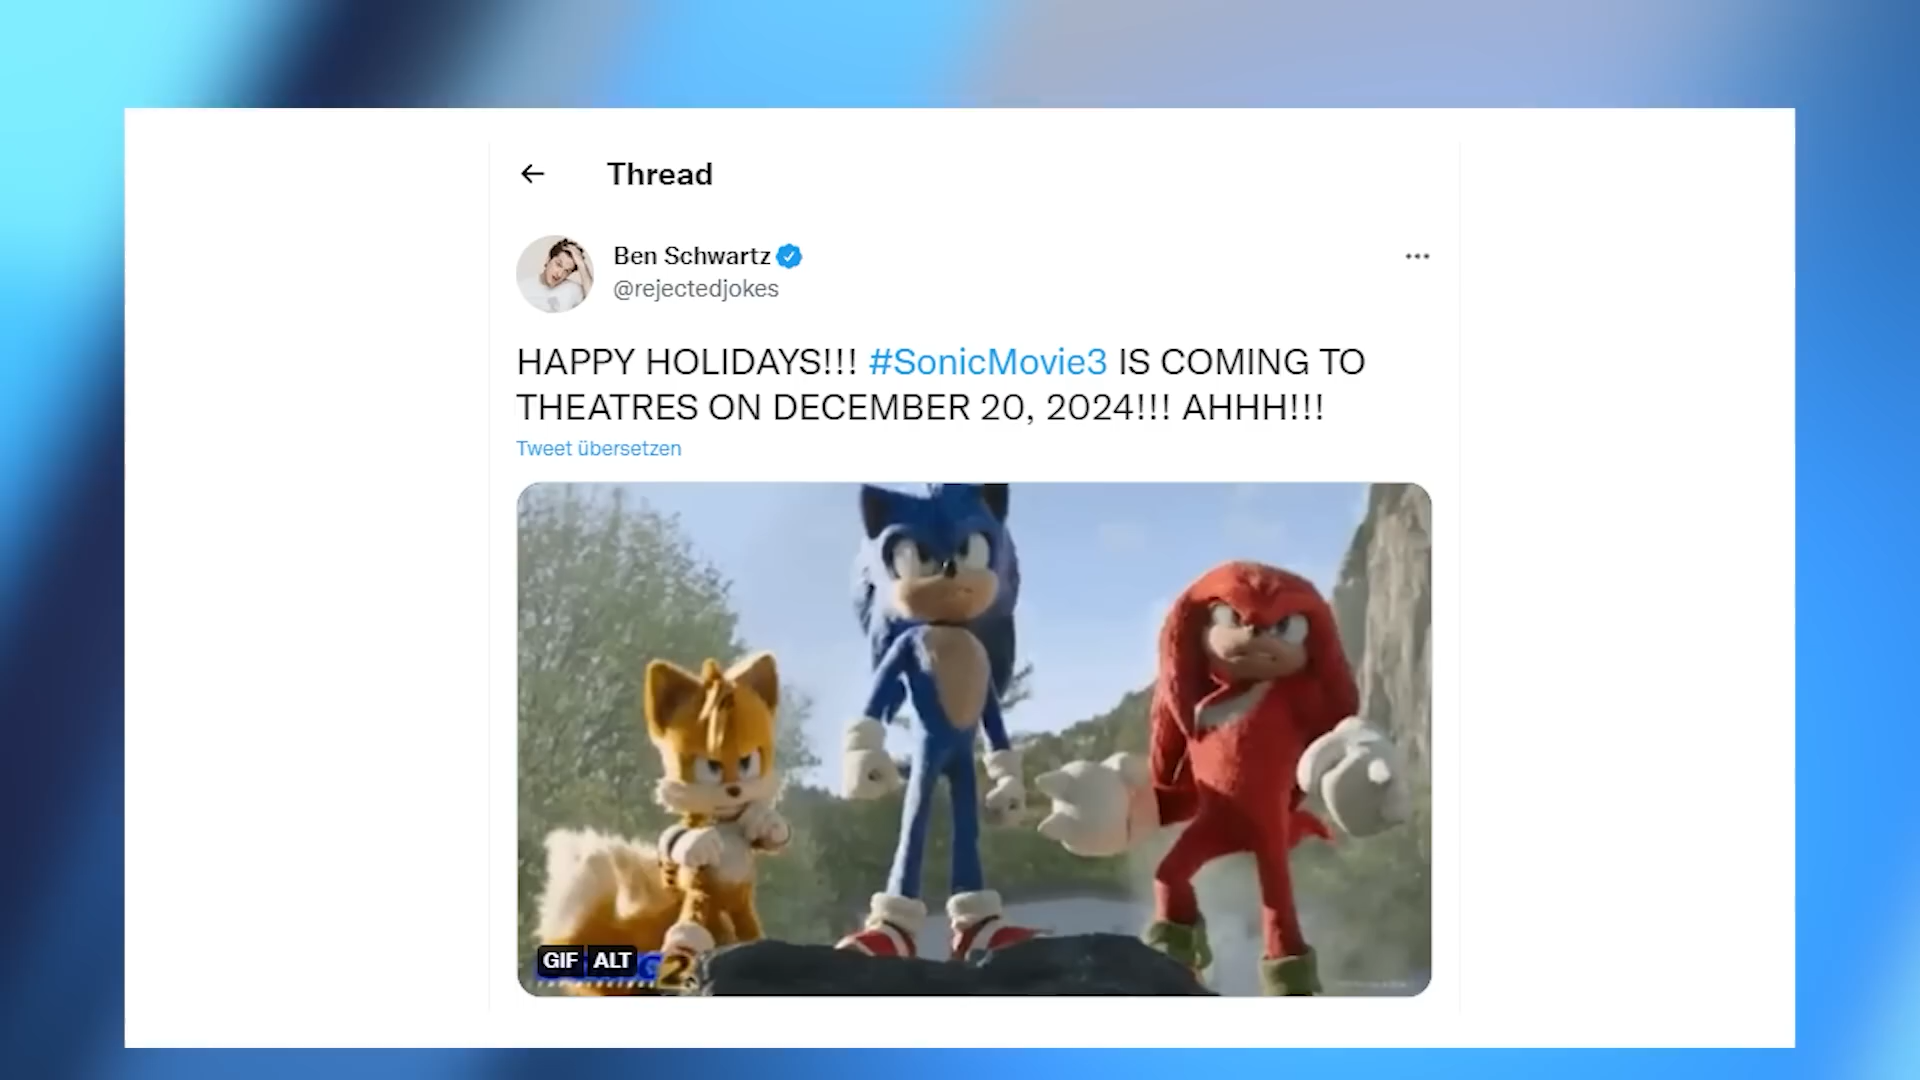 Thread
Ben Schwartz
@rejectedjokes
HAPPY HOLIDAYS!!! #SonicMovie3 IS COMING TO
THEATRES ON DECEMBER 20, 2024!!! AHHH!!!
Tweet übersetzen
GIF ALT
2